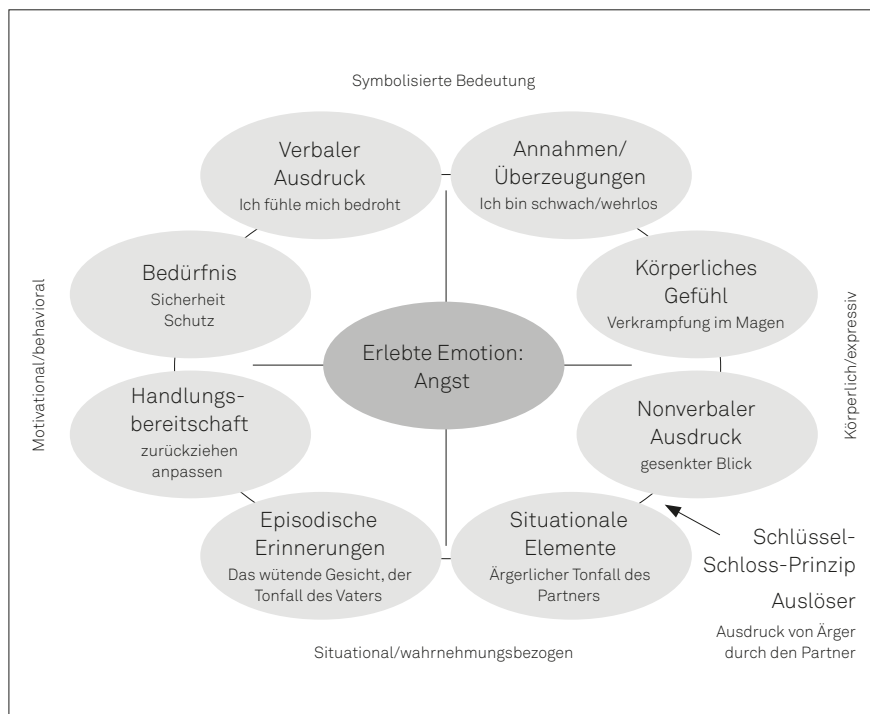 Symbolisierte Bedeutung
Verbaler
Ausdruck
Ich fühle mich bedroht
Annahmen/
Überzeugungen
Ich bin schwach/wehrlos
Bedürfnis
Sicherheit
Schutz
Körperliches
Gefühl
Verkrampfung im Magen
Motivational/behavioral
Erlebte Emotion:
Angst
Körperlich/expressiv
Handlungs-
bereitschaft
zurückziehen
anpassen
Nonverbaler
Ausdruck
gesenkter Blick
Episodische
Erinnerungen
Das wütende Gesicht, der
Tonfall des Vaters
Situationale
Elemente
Ärgerlicher Tonfall des
Partners
Schlüssel-
Schloss-Prinzip
Auslöser
Ausdruck von Ärger
durch den Partner
Situational/wahrnehmungsbezogen